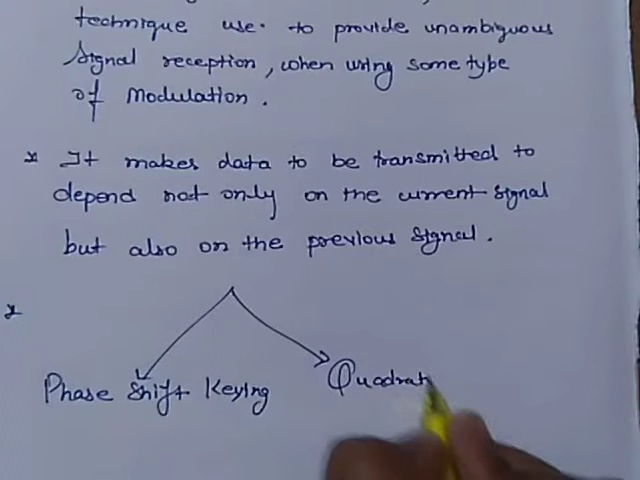 technique use. to provide unambiguous
Signal reception, when using some type
of Modulation.
* It makes data to be transmitted to
depend not only on the current signal
but also on the previous signal.
*
Phase Shift Keying
Quadrat